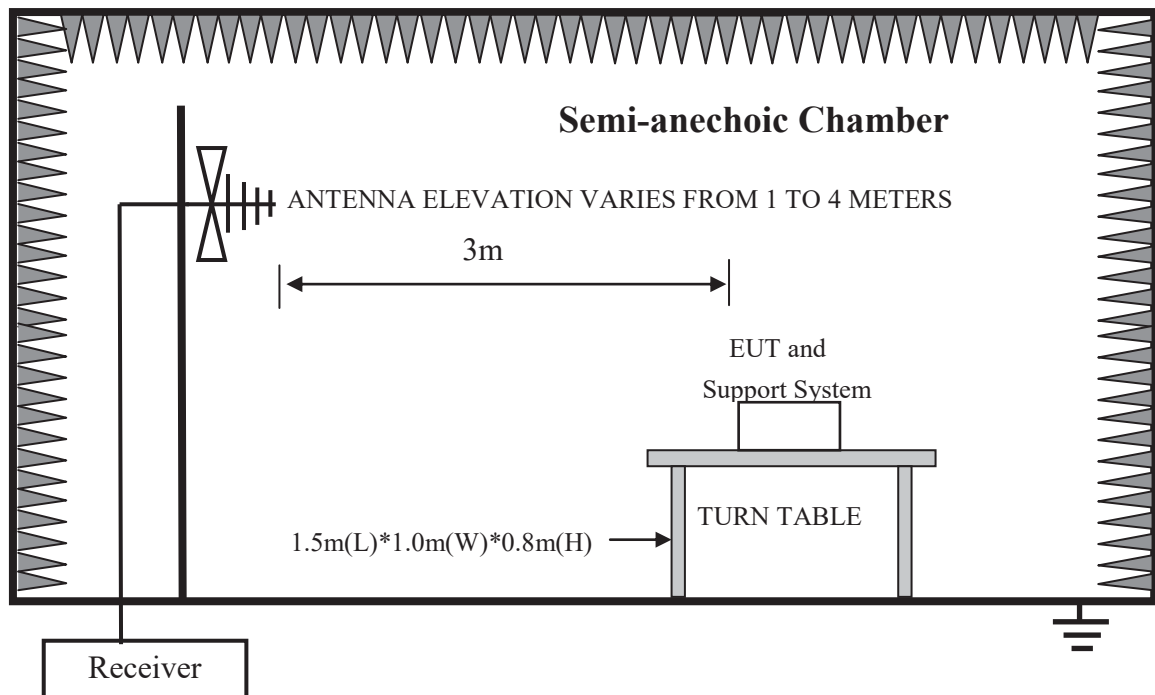 Semi-anechoic Chamber
ANTENNA ELEVATION VARIES FROM 1 TO 4 METERS
3m
EUT and
Support System
TURN TABLE
1.5m(L)*1.0m(W)*0.8m(H)
Receiver